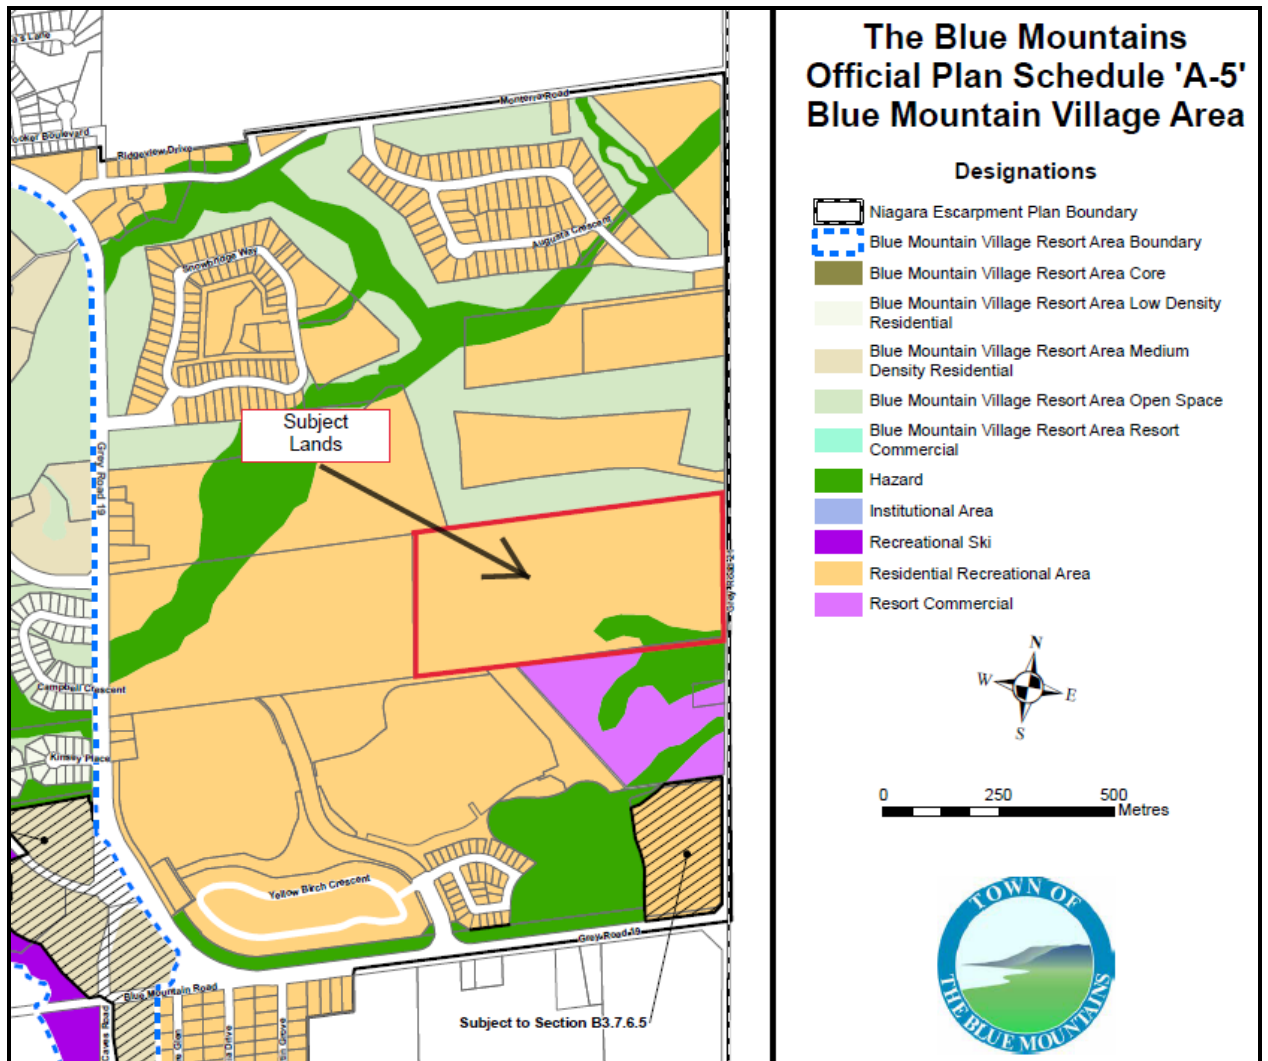 e's Lane
ooker Boulevard
Ridgeview Drive
Monterra Road
Snowbridge Way
Augusta Crescent
Subject
Lands
Grey Road 19
Grey Road 21
Campbell Crescent
Kinsey Place
Yellow Birch Crescent
Grey Road 19
Blue Mountain Road
Subject to Section B3.7.6.5
The Blue Mountains
Official Plan Schedule 'A-5'
Blue Mountain Village Area
Designations
Niagara Escarpment Plan Boundary
Blue Mountain Village Resort Area Boundary
Blue Mountain Village Resort Area Core
Blue Mountain Village Resort Area Low Density
Residential
Blue Mountain Village Resort Area Medium
Density Residential
Blue Mountain Village Resort Area Open Space
Blue Mountain Village Resort Area Resort
Commercial
Hazard
Institutional Area
Recreational Ski
Residential Recreational Area
Resort Commercial
N
W
E
S
0 250 500
Metres
TOWN OF
THE BLUE MOUNTAINS